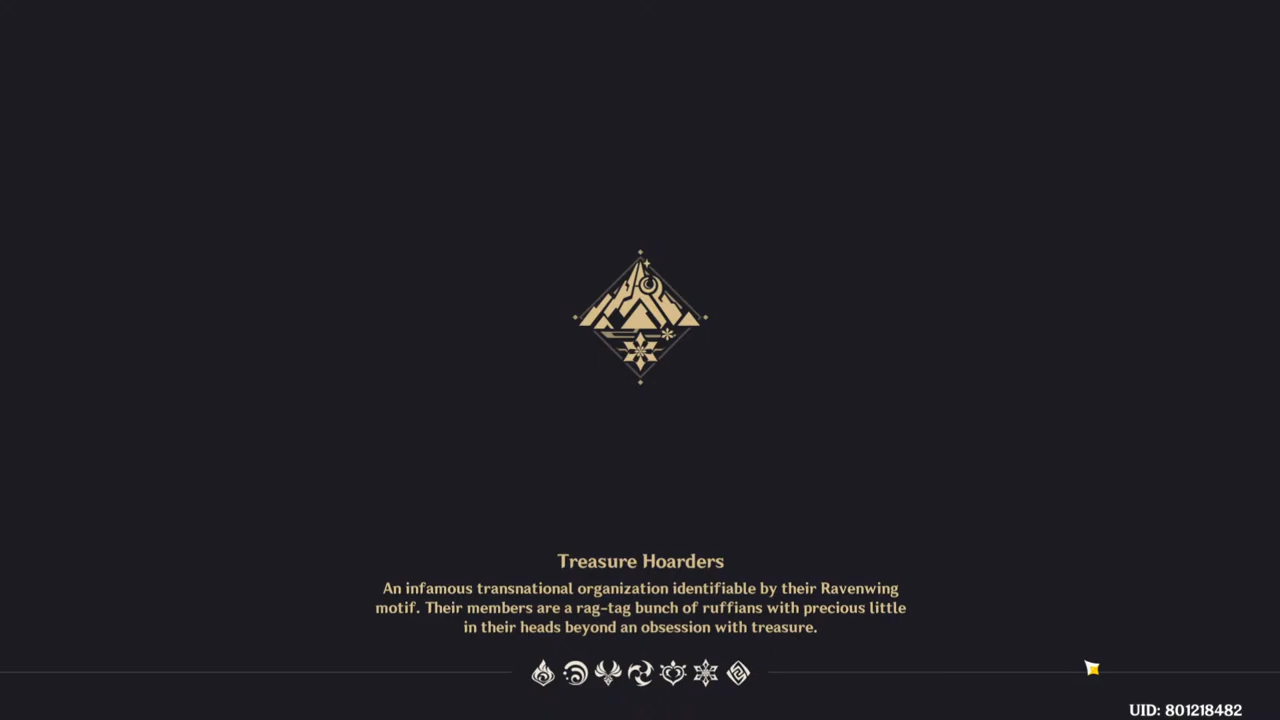 Treasure Hoarders
An infamous transnational organization identifiable by their Ravenwing
motif. Their members are a rag-tag bunch of ruffians with precious little
in their heads beyond an obsession with treasure.
UID: 801218482